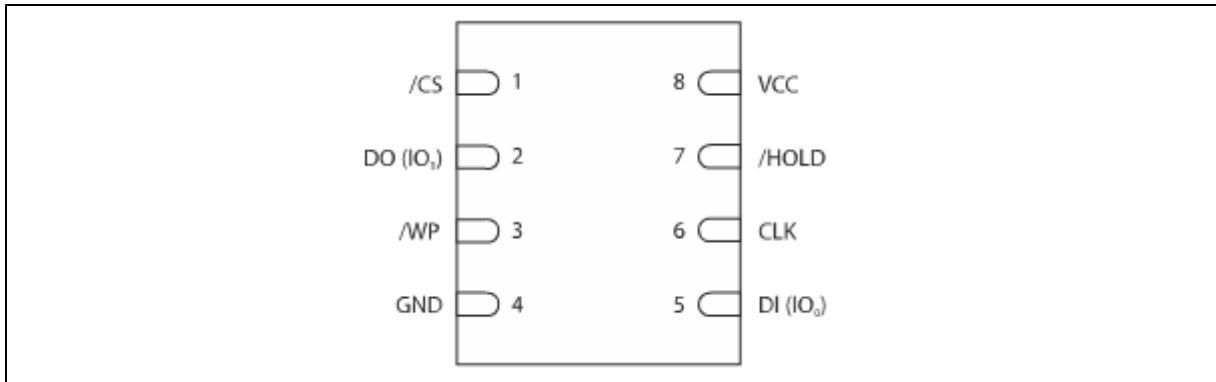 /CS 1 8 VCC
DO (IO₁) 2 7 /HOLD
/WP 3 6 CLK
GND 4 5 DI (IO₀)